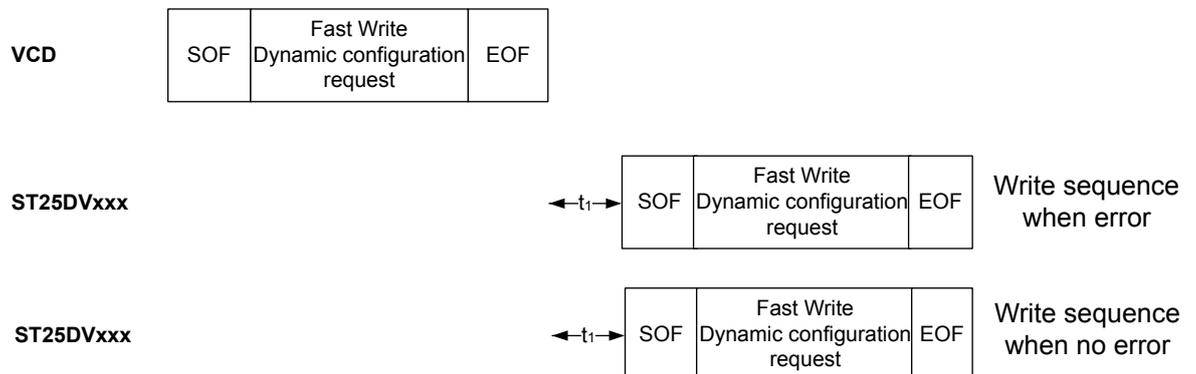 VCD
SOF
Fast Write
Dynamic configuration
request
EOF
ST25DVxxx
t1
SOF
Fast Write
Dynamic configuration
request
EOF
Write sequence
when error
ST25DVxxx
t1
SOF
Fast Write
Dynamic configuration
request
EOF
Write sequence
when no error